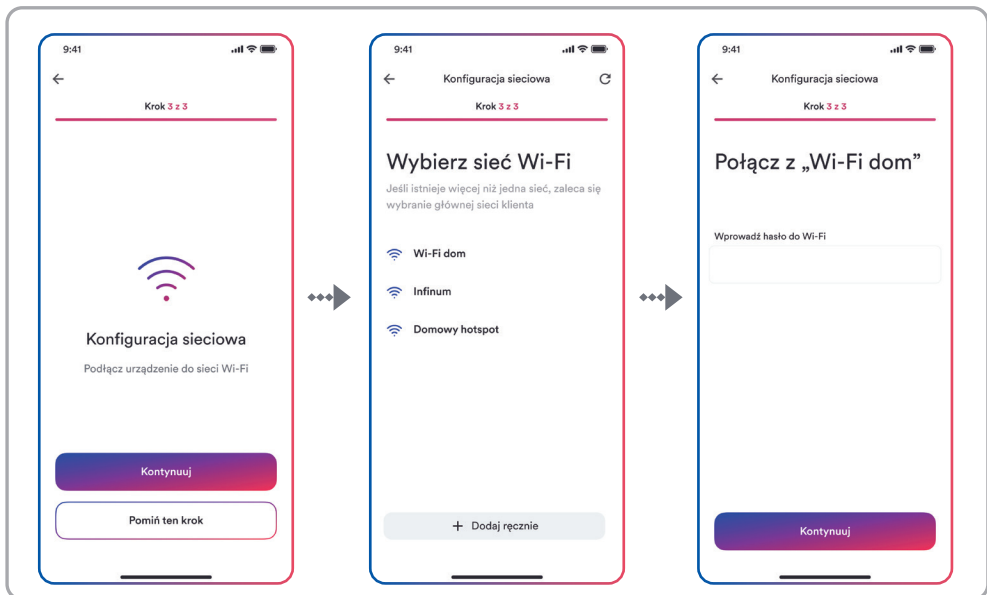 9:41
Krok 3 z 3
Konfiguracja sieciowa
Podłącz urządzenie do sieci Wi-Fi
Kontynuuj
Pomiń ten krok
9:41
Konfiguracja sieciowa
Krok 3 z 3
Wybierz sieć Wi-Fi
Jeśli istnieje więcej niż jedna sieć, zaleca się
wybranie głównej sieci klienta
Wi-Fi dom
Infinum
Domowy hotspot
+ Dodaj ręcznie
9:41
Konfiguracja sieciowa
Krok 3 z 3
Połącz z „Wi-Fi dom”
Wprowadź hasło do Wi-Fi
Kontynuuj